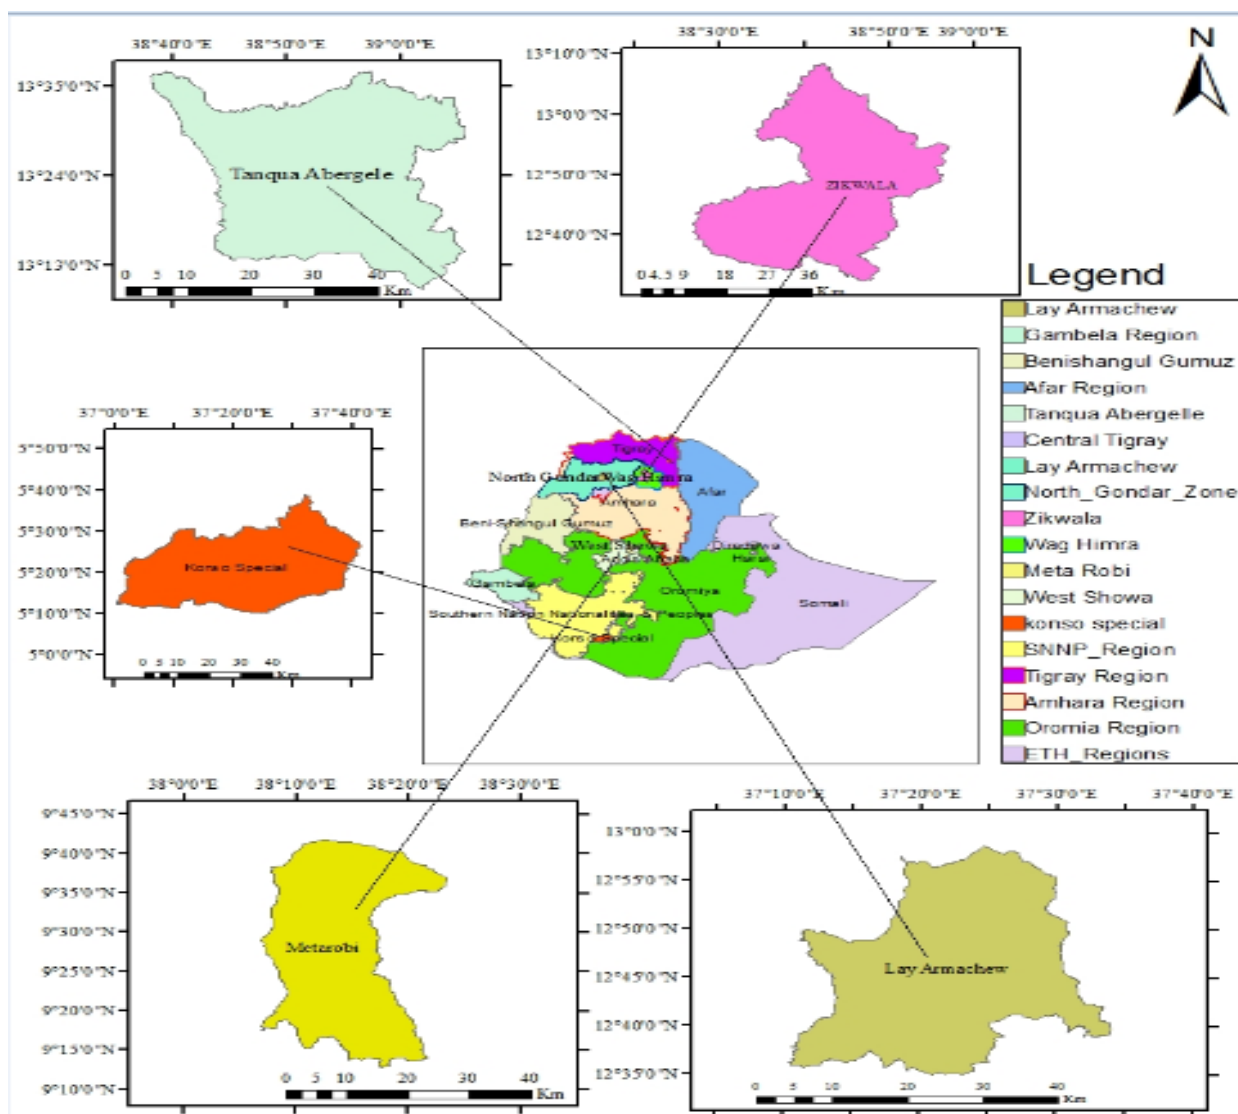 38°40'0"E 38°50'0"E 39°0'0"E
13°35'0"N
13°24'0"N
13°13'0"N
Tanqua Abergele
0 5 10 20 30 40
Km
38°30'0"E 38°50'0"E 39°0'0"E
13°10'0"N
13°0'0"N
12°50'0"N
12°40'0"N
ZIKWALA
0 4.5 9 18 27 36
Km
N
Legend
Lay Armachew
Gambela Region
Benishangul Gumuz
Afar Region
Tanqua Abergelle
Central Tigray
Lay Armachew
North_Gondar_Zone
Zikwala
Wag Himra
Meta Robi
West Showa
konso special
SNNP_Region
Tigray Region
Amhara Region
Oromia Region
ETH_Regions
37°0'0"E 37°20'0"E 37°40'0"E
5°50'0"N
5°40'0"N
5°30'0"N
5°20'0"N
5°10'0"N
5°0'0"N
Konso Special
0 5 10 20 30 40
Km
Tigray
North Gondar Wag Himra
Amhara
Afar
Beni-Shangul Gumuz
West Showa
Gambela
Oromiya
Somali
Southern Nation
38°0'0"E 38°10'0"E 38°20'0"E 38°30'0"E
9°45'0"N
9°40'0"N
9°35'0"N
9°30'0"N
9°25'0"N
9°20'0"N
9°15'0"N
9°10'0"N
Metarobi
0 5 10 20 30 40
Km
37°10'0"E 37°20'0"E 37°30'0"E 37°40'0"E
13°0'0"N
12°55'0"N
12°50'0"N
12°45'0"N
12°40'0"N
12°35'0"N
Lay Armachew
0 5 10 20 30 40
Km